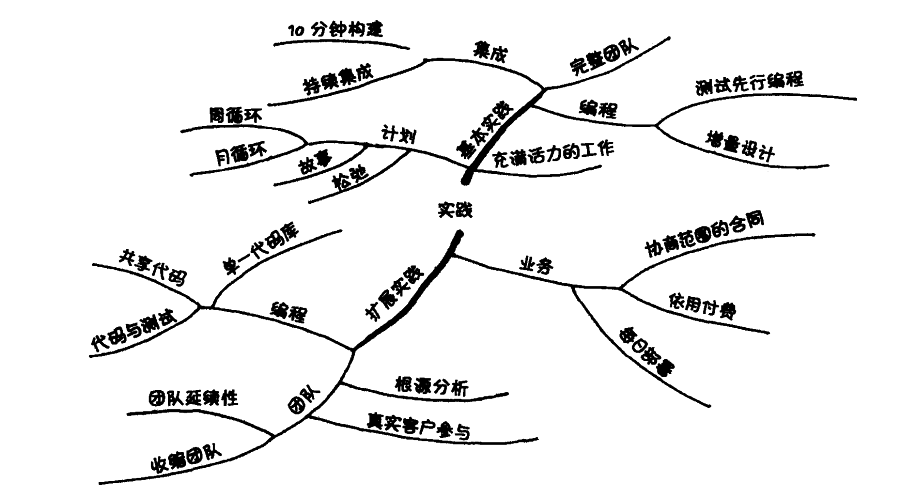 10 分钟构建
集成
完整团队
持续集成
测试先行编程
编程
周循环
计划
基本实践
增量设计
月循环
故事
充满活力的工作
松弛
实践
共享代码
单一代码库
协商范围的合同
业务
扩展实践
编程
依用付费
代码与测试
每日部署
根源分析
团队
团队延续性
真实客户参与
收缩团队